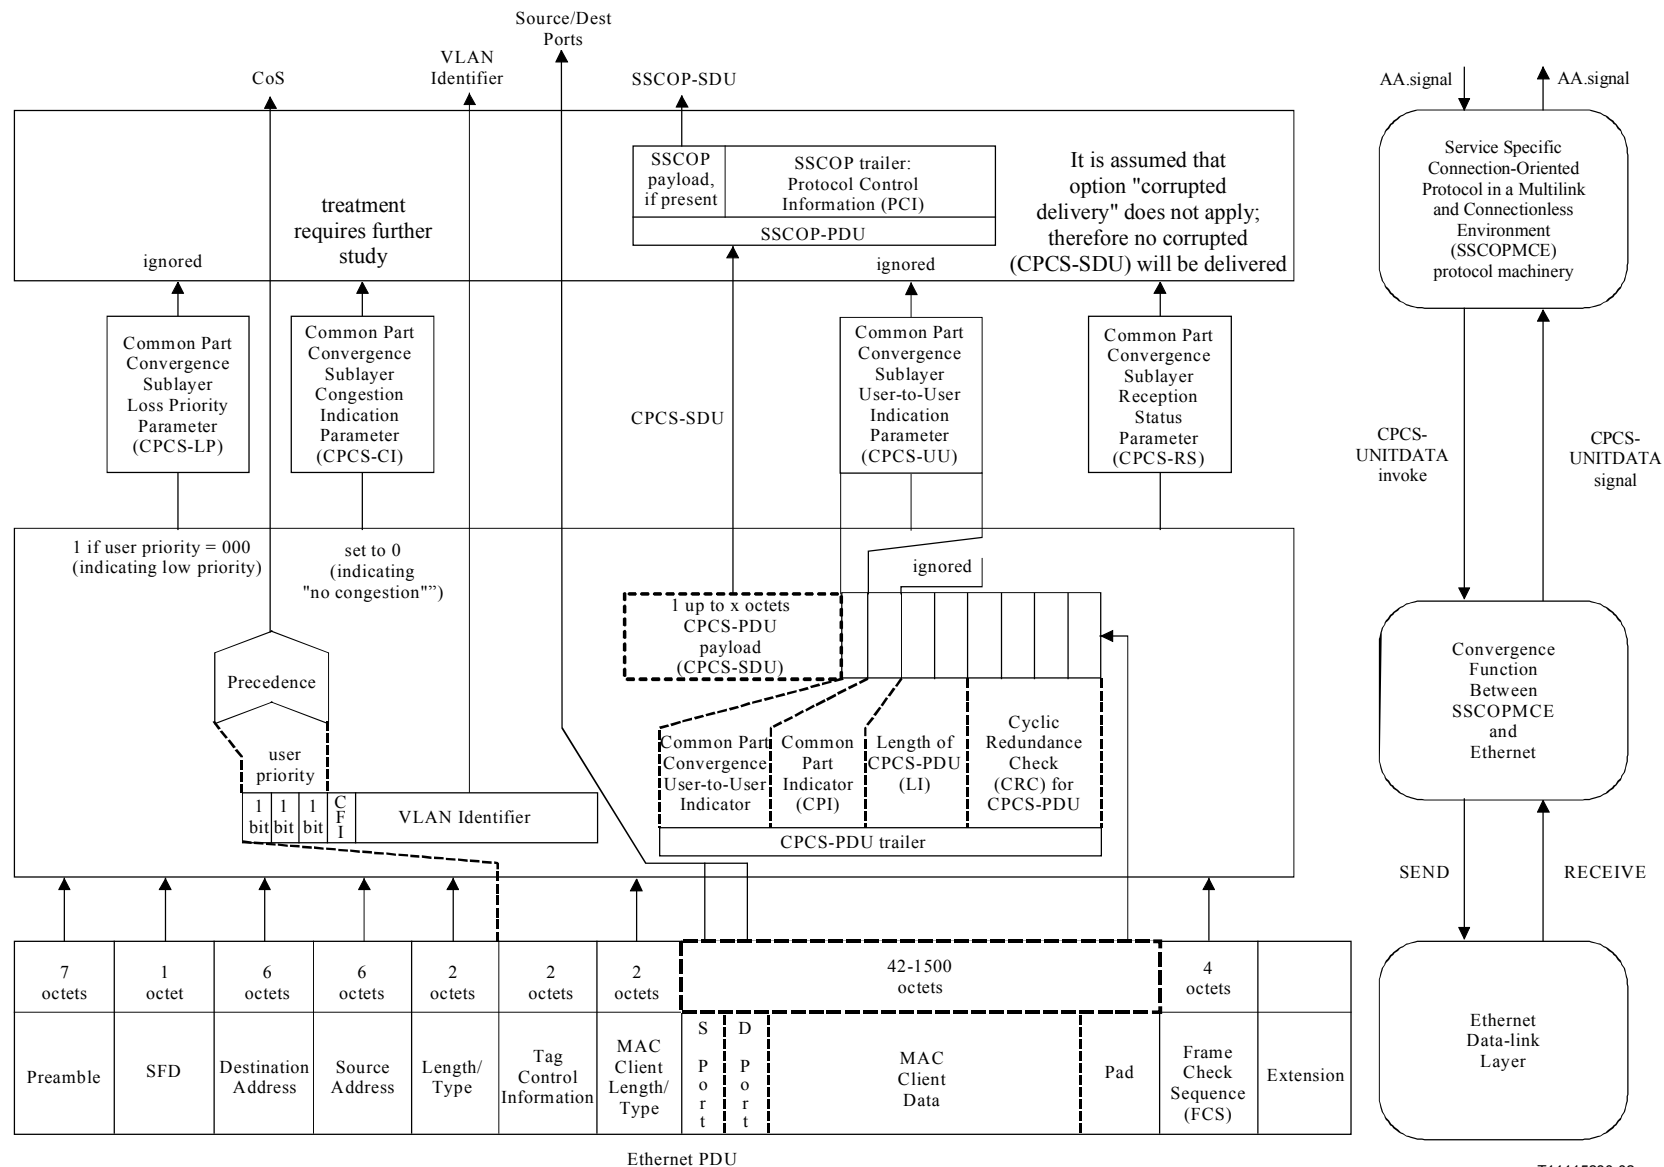 Source/Dest
Ports
VLAN
Identifier
CoS
SSCOP-SDU
AA.signal
AA.signal
SSCOP
payload,
if present
SSCOP trailer:
Protocol Control
Information (PCI)
SSCOP-PDU
It is assumed that
option "corrupted
delivery" does not apply;
therefore no corrupted
(CPCS-SDU) will be delivered
treatment
requires further
study
ignored
ignored
Service Specific
Connection-Oriented
Protocol in a Multilink
and Connectionless
Environment
(SSCOPMCE)
protocol machinery
Common Part
Convergence
Sublayer
Loss Priority
Parameter
(CPCS-LP)
Common Part
Convergence
Sublayer
Congestion
Indication
Parameter
(CPCS-CI)
CPCS-SDU
Common Part
Convergence
Sublayer
User-to-User
Indication
Parameter
(CPCS-UU)
Common Part
Convergence
Sublayer
Reception
Status
Parameter
(CPCS-RS)
CPCS-
UNITDATA
invoke
CPCS-
UNITDATA
signal
1 if user priority = 000
(indicating low priority)
set to 0
(indicating
"no congestion"”)
ignored
1 up to x octets
CPCS-PDU
payload
(CPCS-SDU)
Precedence
user
priority
1
bit
1
bit
1
bit
C
F
I
VLAN Identifier
Common Part
Convergence
User-to-User
Indicator
Common
Part
Indicator
(CPI)
Length of
CPCS-PDU
(LI)
Cyclic
Redundance
Check
(CRC) for
CPCS-PDU
CPCS-PDU trailer
Convergence
Function
Between
SSCOPMCE
and
Ethernet
SEND
RECEIVE
7
octets
1
octet
6
octets
6
octets
2
octets
2
octets
2
octets
42-1500
octets
4
octets
Preamble
SFD
Destination
Address
Source
Address
Length/
Type
Tag
Control
Information
MAC
Client
Length/
Type
S
P
o
r
t
D
P
o
r
t
MAC
Client
Data
Pad
Frame
Check
Sequence
(FCS)
Extension
Ethernet
Data-link
Layer
Ethernet PDU